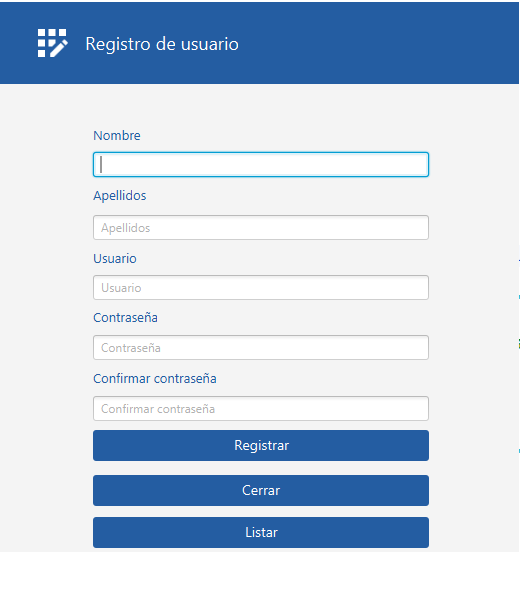 Registro de usuario
Nombre
Apellidos
Apellidos
Usuario
Usuario
Contraseña
Contraseña
Confirmar contraseña
Confirmar contraseña
Registrar
Cerrar
Listar